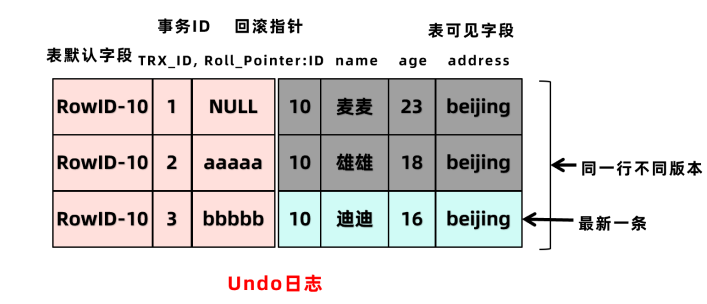 事务ID 回滚指针
表默认字段 TRX_ID, Roll_Pointer:ID name age address
表可见字段
RowID-10 1 NULL 10 麦麦 23 beijing
RowID-10 2 aaaaa 10 雄雄 18 beijing
同一行不同版本
RowID-10 3 bbbbb 10 迪迪 16 beijing
最新一条
Undo日志